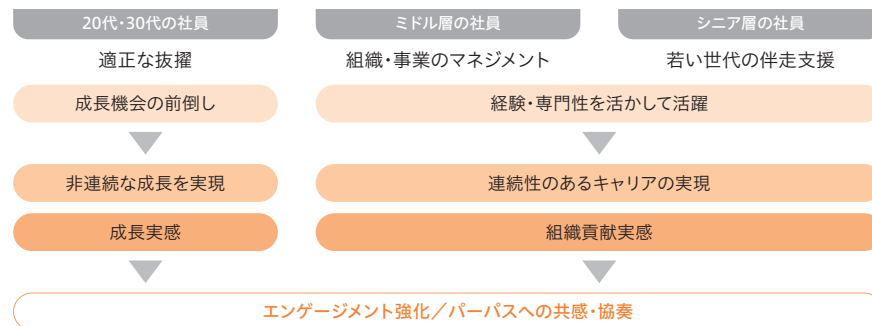 20代・30代の社員
適正な抜擢
成長機会の前倒し
非連続な成長を実現
成長実感
ミドル層の社員
シニア層の社員
組織・事業のマネジメント
若い世代の伴走支援
経験・専門性を活かして活躍
連続性のあるキャリアの実現
組織貢献実感
エンゲージメント強化／パーパスへの共感・協奏